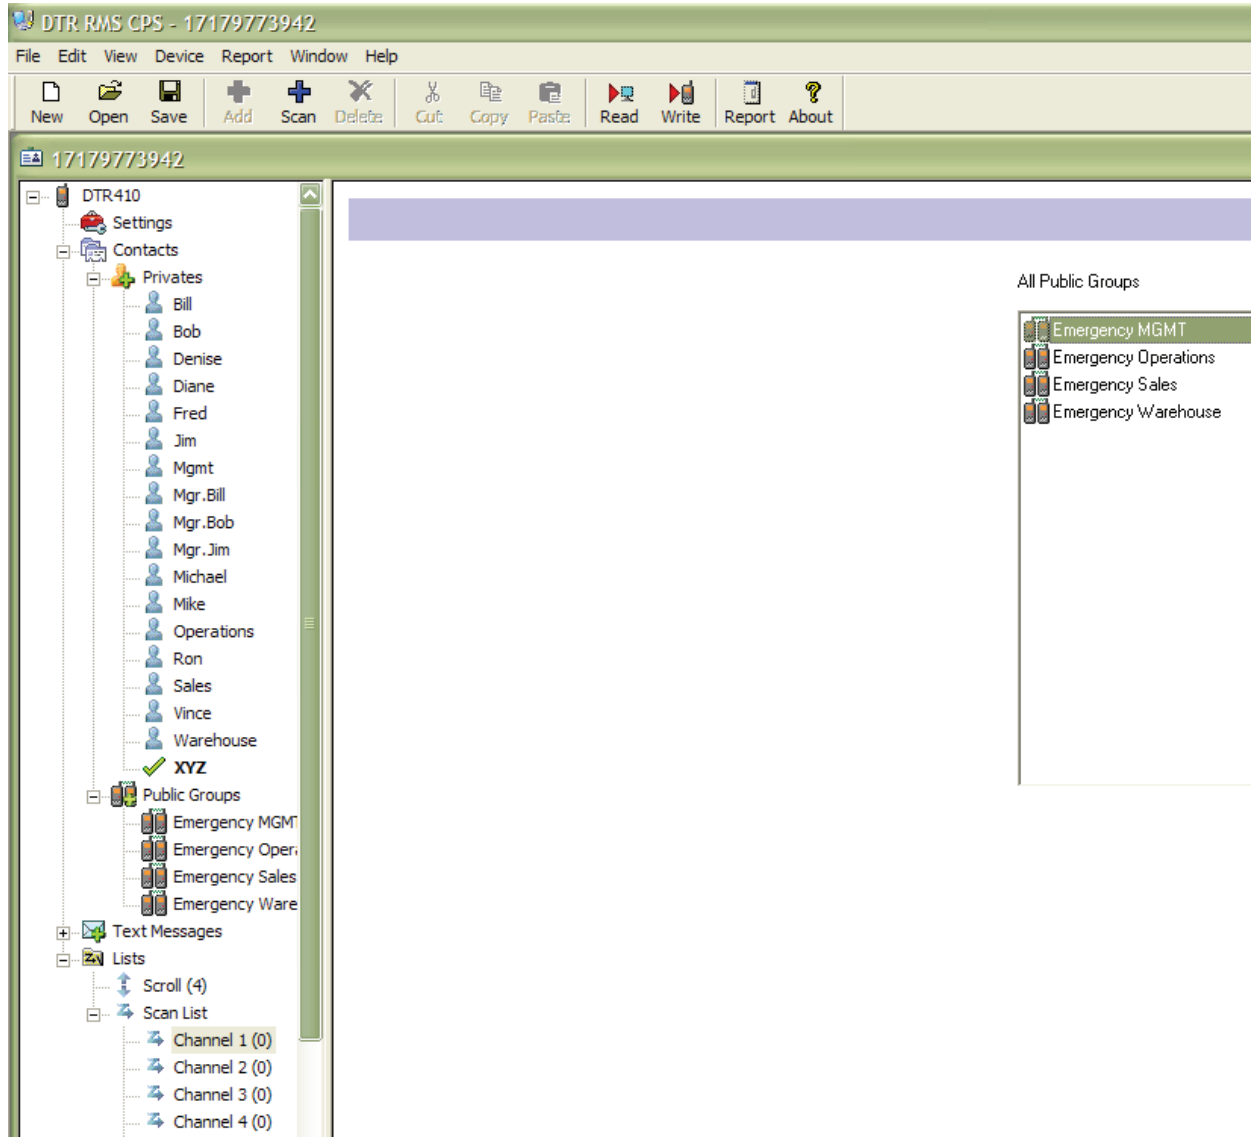 DTR RMS CPS - 17179773942
File Edit View Device Report Window Help
New Open Save Add Scan Delete Cut Copy Paste Read Write Report About
17179773942
DTR410
Settings
Contacts
Privates
Bill
Bob
Denise
Diane
Fred
Jim
Mgmt
Mgr.Bill
Mgr.Bob
Mgr.Jim
Michael
Mike
Operations
Ron
Sales
Vince
Warehouse
XYZ
Public Groups
Emergency MGMT
Emergency Opera
Emergency Sales
Emergency Ware
Text Messages
Lists
Scroll (4)
Scan List
Channel 1 (0)
Channel 2 (0)
Channel 3 (0)
Channel 4 (0)
All Public Groups
Emergency MGMT
Emergency Operations
Emergency Sales
Emergency Warehouse